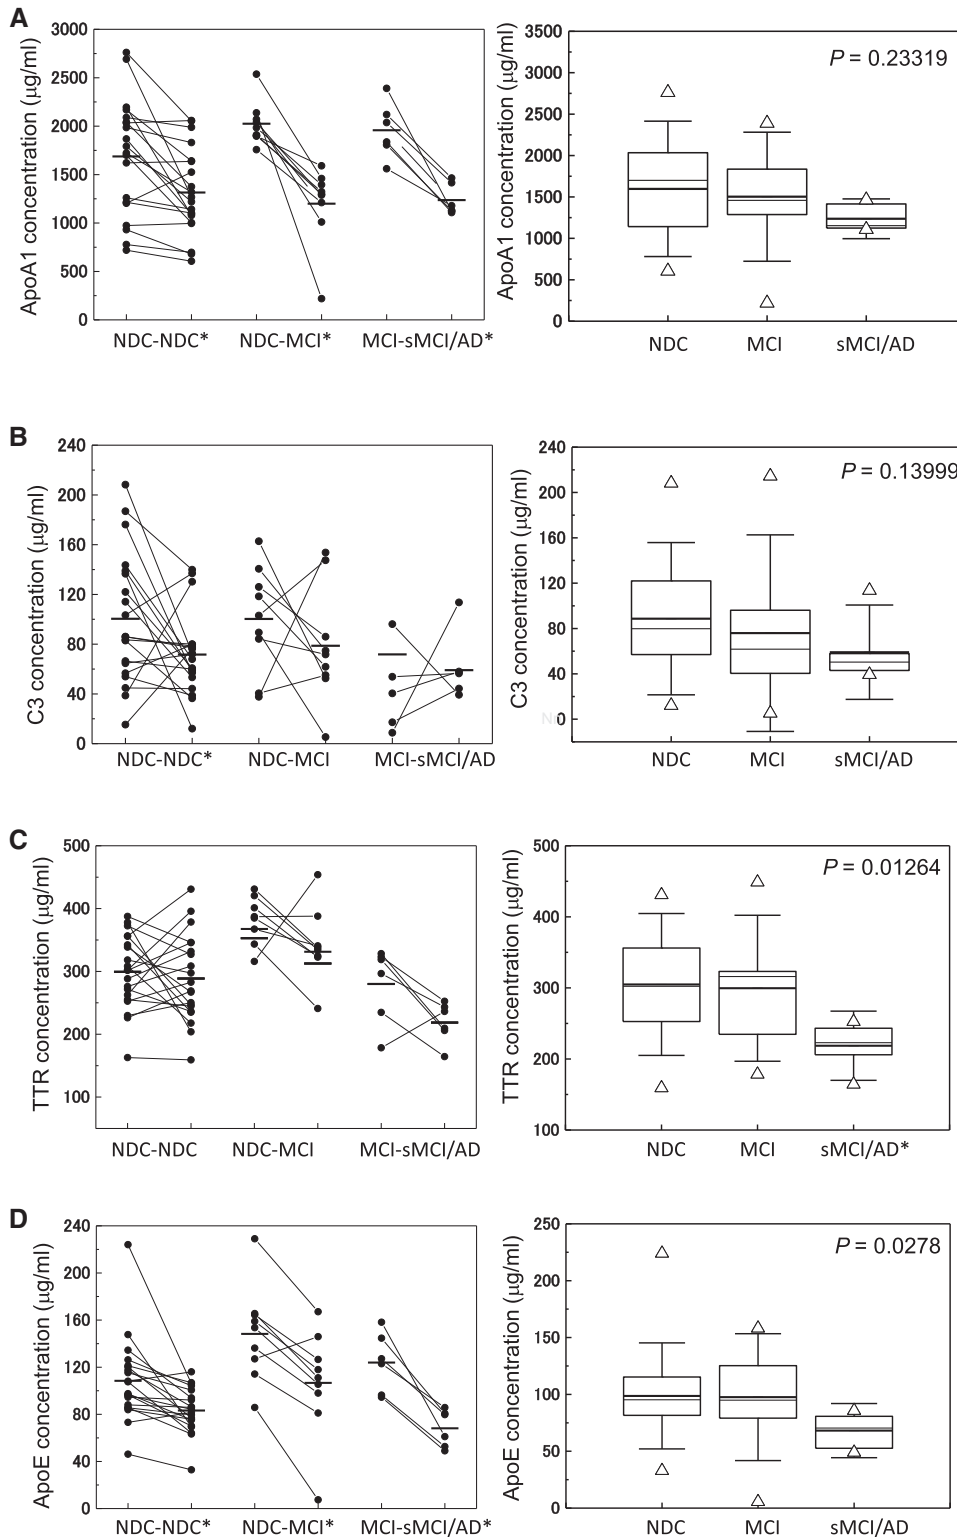 A
ApoA1 concentration (μg/ml)
3000
2500
2000
1500
1000
500
0
NDC-NDC* NDC-MCI* MCI-sMCI/AD*
ApoA1 concentration (μg/ml)
3500
3000
2500
2000
1500
1000
500
0
P = 0.23319
NDC MCI sMCI/AD
B
C3 concentration (μg/ml)
240
200
160
120
80
40
0
NDC-NDC* NDC-MCI MCI-sMCI/AD
C3 concentration (μg/ml)
240
200
160
120
80
40
0
P = 0.13999
NDC MCI sMCI/AD
C
TTR concentration (μg/ml)
500
400
300
200
100
NDC-NDC NDC-MCI MCI-sMCI/AD
TTR concentration (μg/ml)
500
400
300
200
100
P = 0.01264
NDC MCI sMCI/AD*
D
ApoE concentration (μg/ml)
240
200
160
120
80
40
0
NDC-NDC* NDC-MCI* MCI-sMCI/AD*
ApoE concentration (μg/ml)
250
200
150
100
50
0
P = 0.0278
NDC MCI sMCI/AD